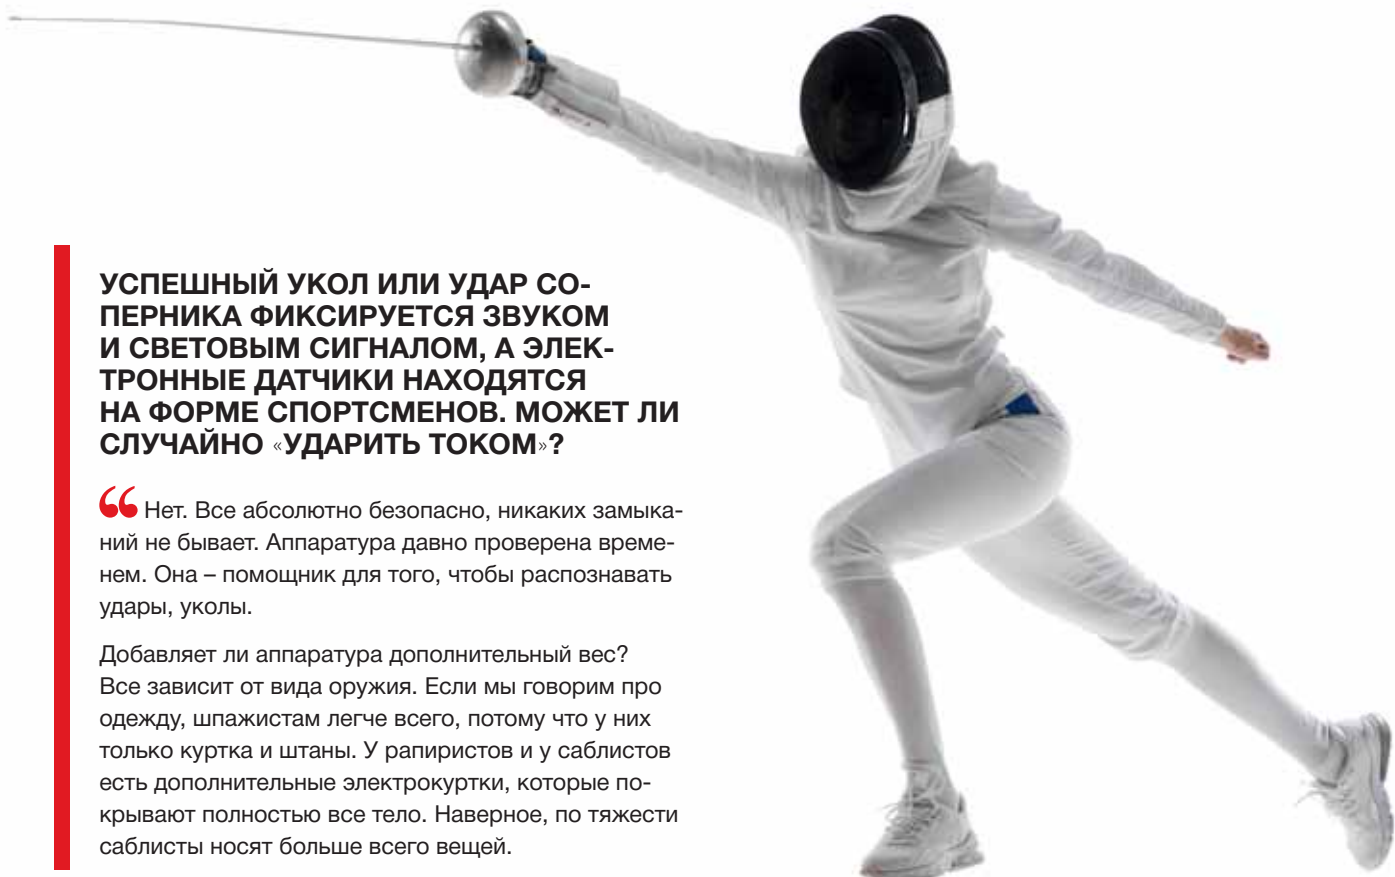 УСПЕШНЫЙ УКОЛ ИЛИ УДАР СО-
ПЕРНИКА ФИКСИРУЕТСЯ ЗВУКОМ
И СВЕТОВЫМ СИГНАЛОМ, А ЭЛЕК-
ТРОННЫЕ ДАТЧИКИ НАХОДЯТСЯ
НА ФОРМЕ СПОРТСМЕНОВ. МОЖЕТ ЛИ
СЛУЧАЙНО «УДАРИТЬ ТОКОМ»?
“ Нет. Все абсолютно безопасно, никаких замыка-
ний не бывает. Аппаратура давно проверена време-
нем. Она – помощник для того, чтобы распознавать
удары, уколы.
Добавляет ли аппаратура дополнительный вес?
Все зависит от вида оружия. Если мы говорим про
одежду, шпажистам легче всего, потому что у них
только куртка и штаны. У рапиристов и у саблистов
есть дополнительные электрокуртки, которые по-
крывают полностью все тело. Наверное, по тяжести
саблисты носят больше всего вещей.